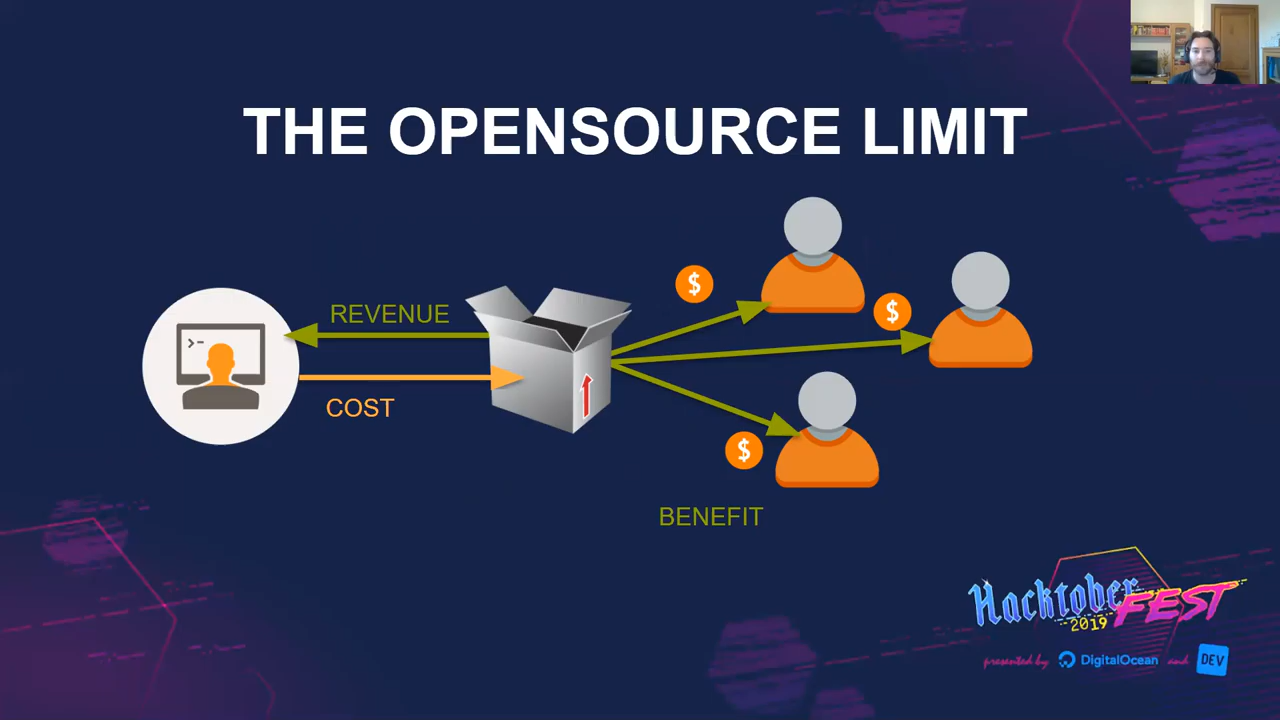 THE OPENSOURCE LIMIT
$
$
REVENUE
>-
COST
$
BENEFIT
Hacktober
FEST
2019
presented by DigitalOcean and DEV